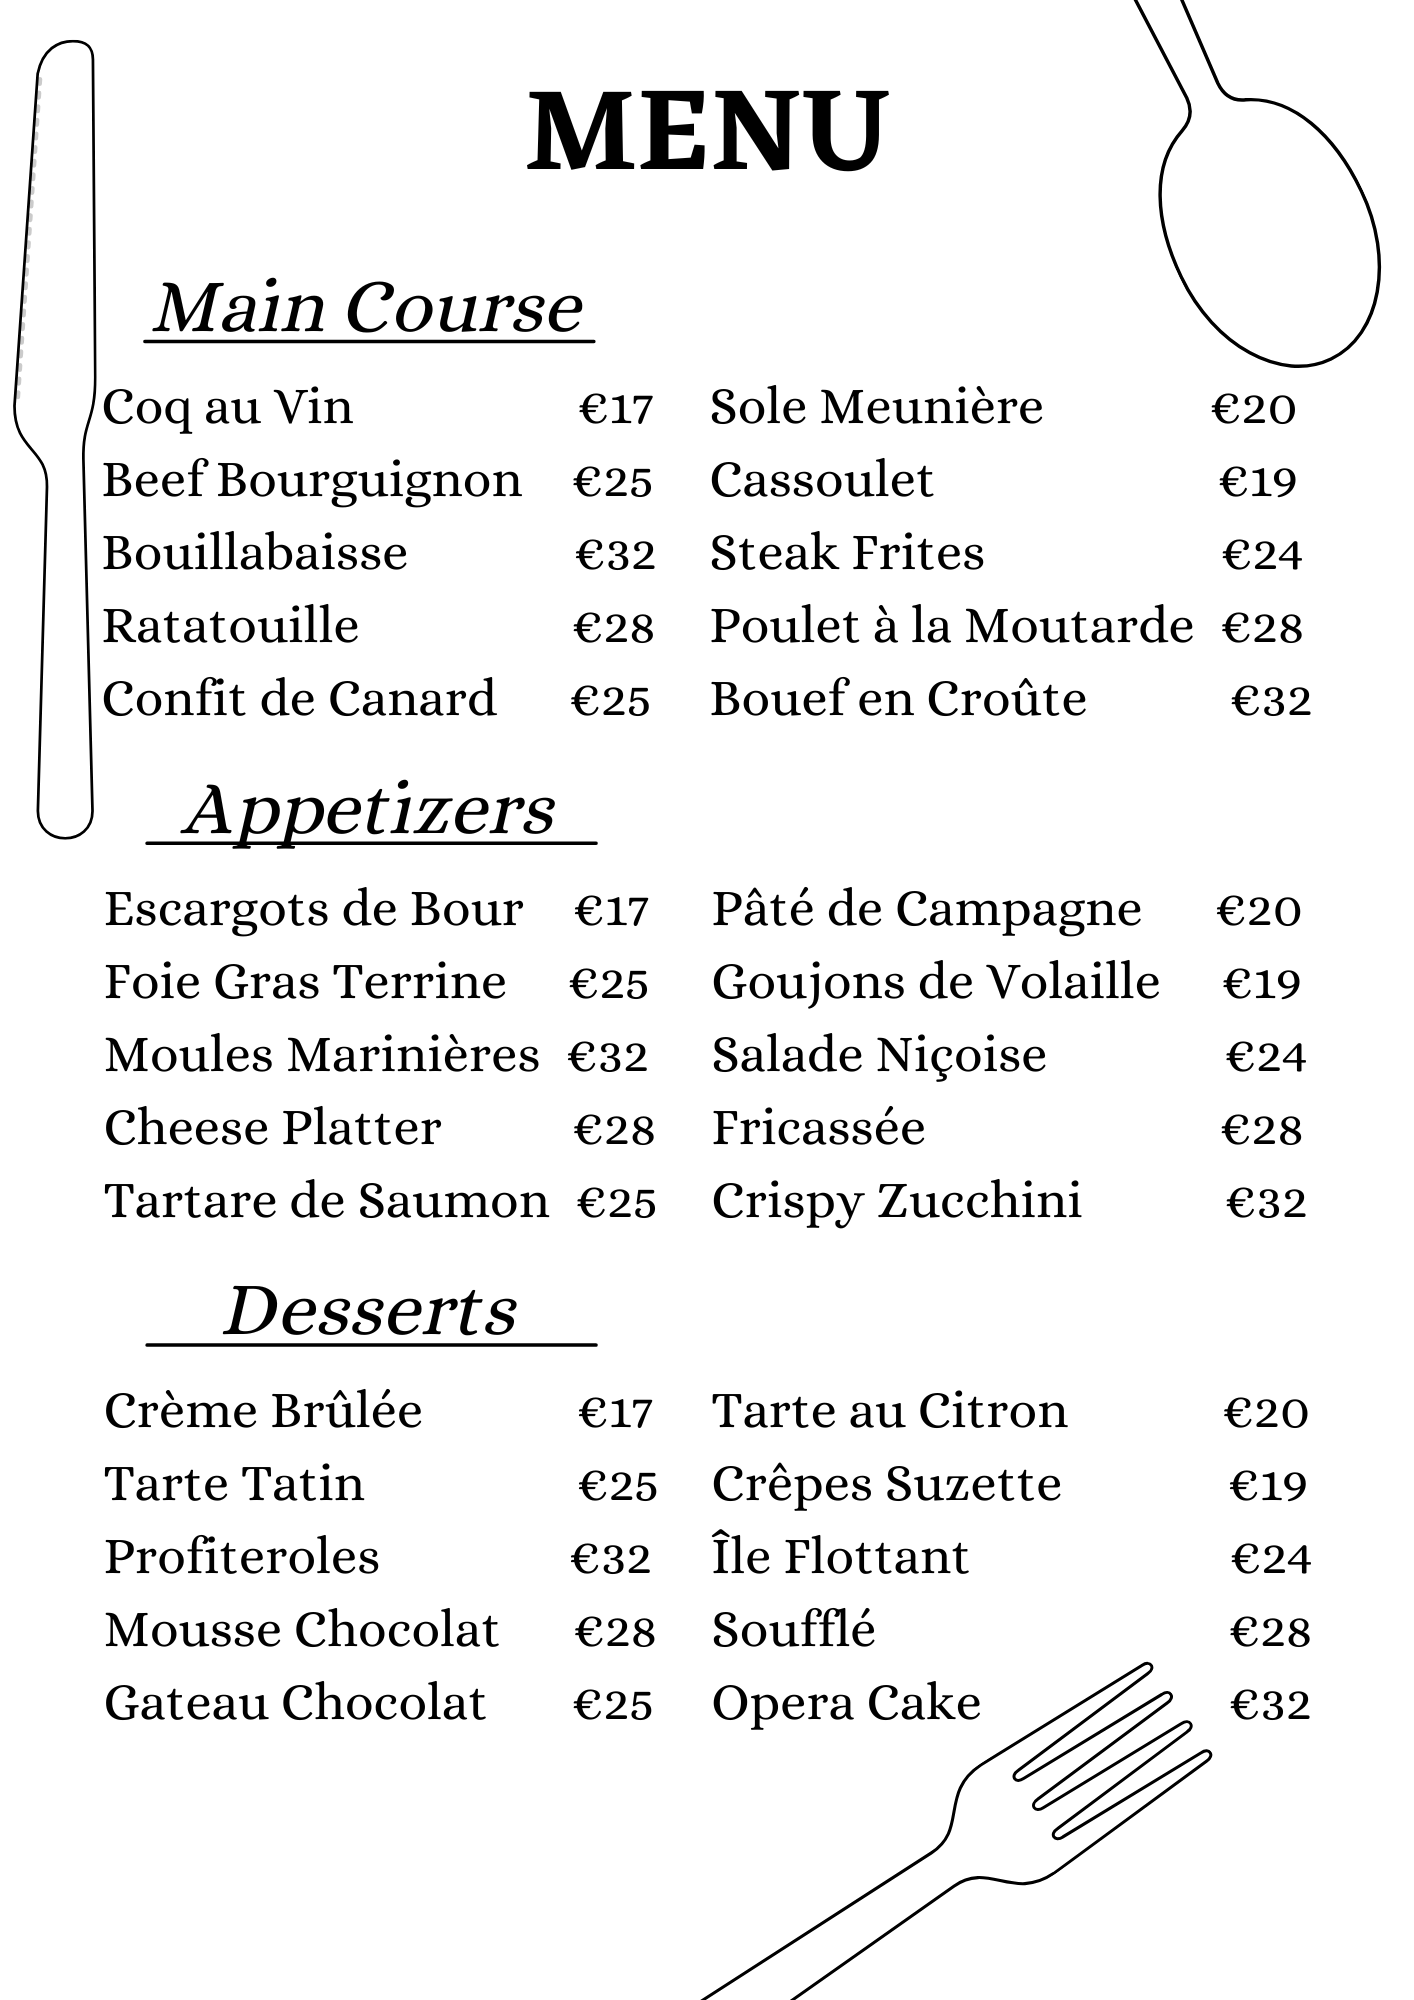 MENU
Main Course
Coq au Vin €17 Sole Meunière €20
Beef Bourguignon €25 Cassoulet €19
Bouillabaisse €32 Steak Frites €24
Ratatouille €28 Poulet à la Moutarde €28
Confit de Canard €25 Bouef en Croûte €32
Appetizers
Escargots de Bour €17 Pâté de Campagne €20
Foie Gras Terrine €25 Goujons de Volaille €19
Moules Marinières €32 Salade Niçoise €24
Cheese Platter €28 Fricassée €28
Tartare de Saumon €25 Crispy Zucchini €32
Desserts
Crème Brûlée €17 Tarte au Citron €20
Tarte Tatin €25 Crêpes Suzette €19
Profiteroles €32 Île Flottant €24
Mousse Chocolat €28 Soufflé €28
Gateau Chocolat €25 Opera Cake €32